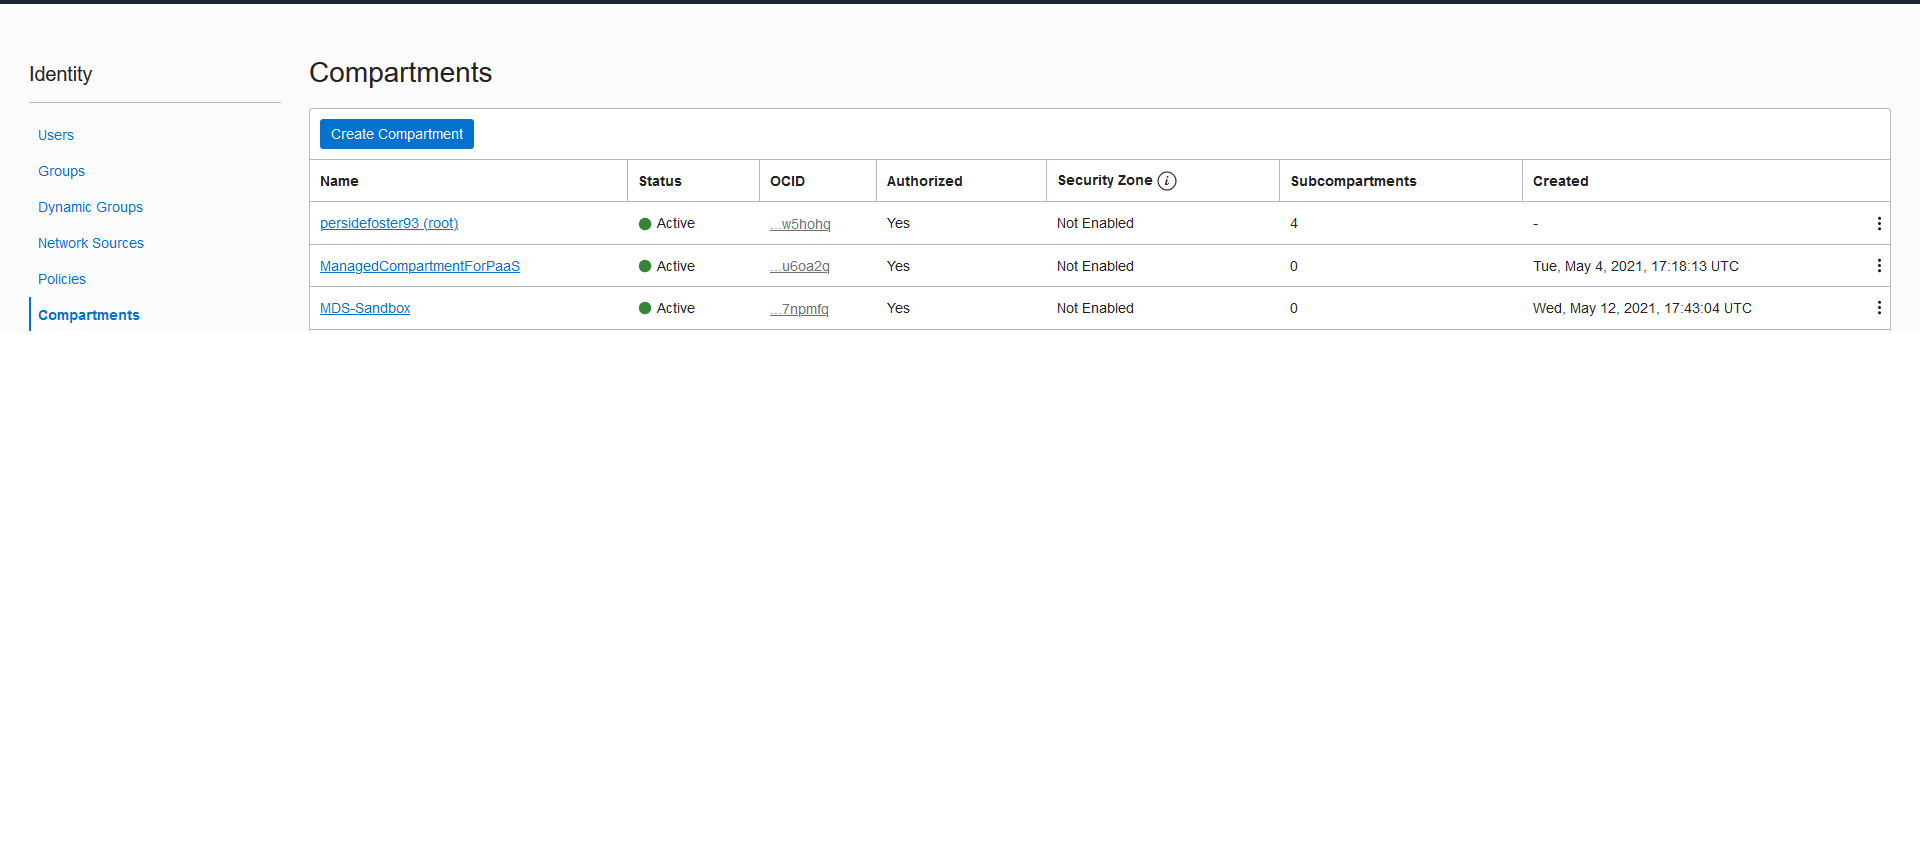 Identity
Users
Groups
Dynamic Groups
Network Sources
Policies
Compartments
Compartments
Create Compartment
Name Status OCID Authorized Security Zone i Subcompartments Created
persidefoster93 (root) Active ...w5hohq Yes Not Enabled 4 -
ManagedCompartmentForPaaS Active ...u6oa2q Yes Not Enabled 0 Tue, May 4, 2021, 17:18:13 UTC
MDS-Sandbox Active ...7npmfq Yes Not Enabled 0 Wed, May 12, 2021, 17:43:04 UTC